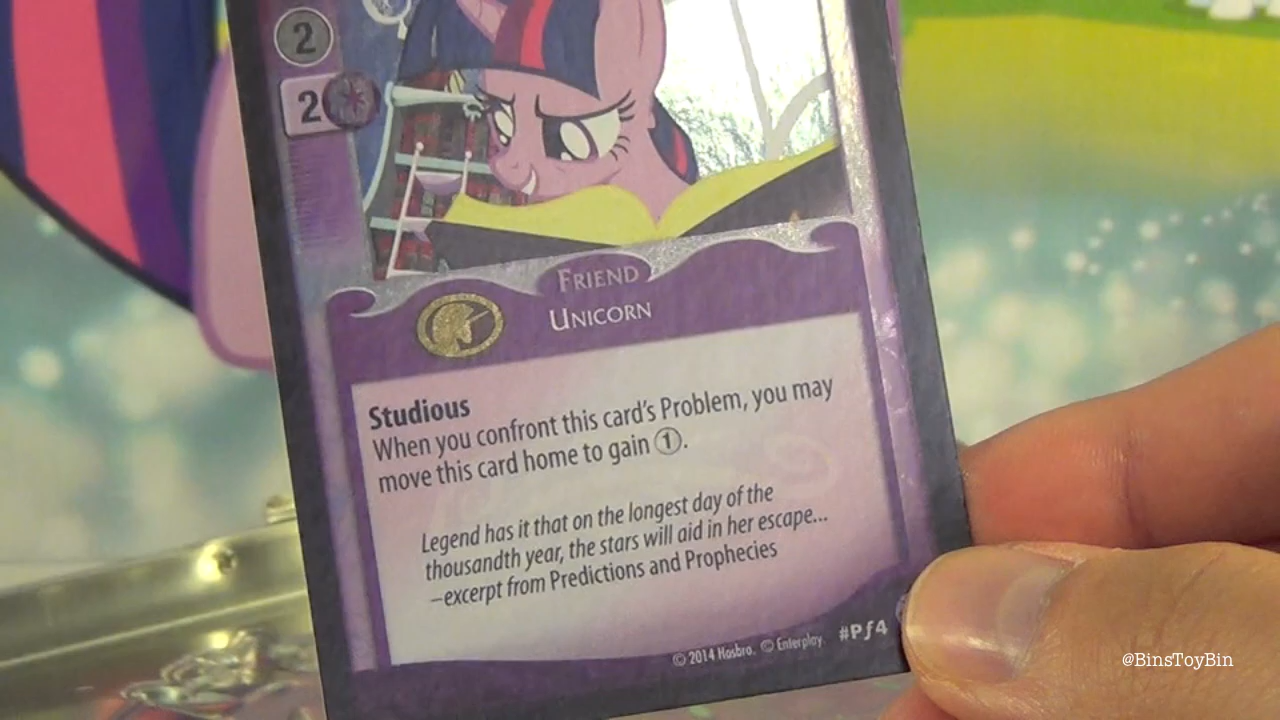 2
2
FRIEND
UNICORN
Studious
When you confront this card's Problem, you may
move this card home to gain 1.
Legend has it that on the longest day of the
thousandth year, the stars will aid in her escape...
–excerpt from Predictions and Prophecies
© 2014 Hasbro. © Enterplay. #Pƒ4
@BinsToyBin